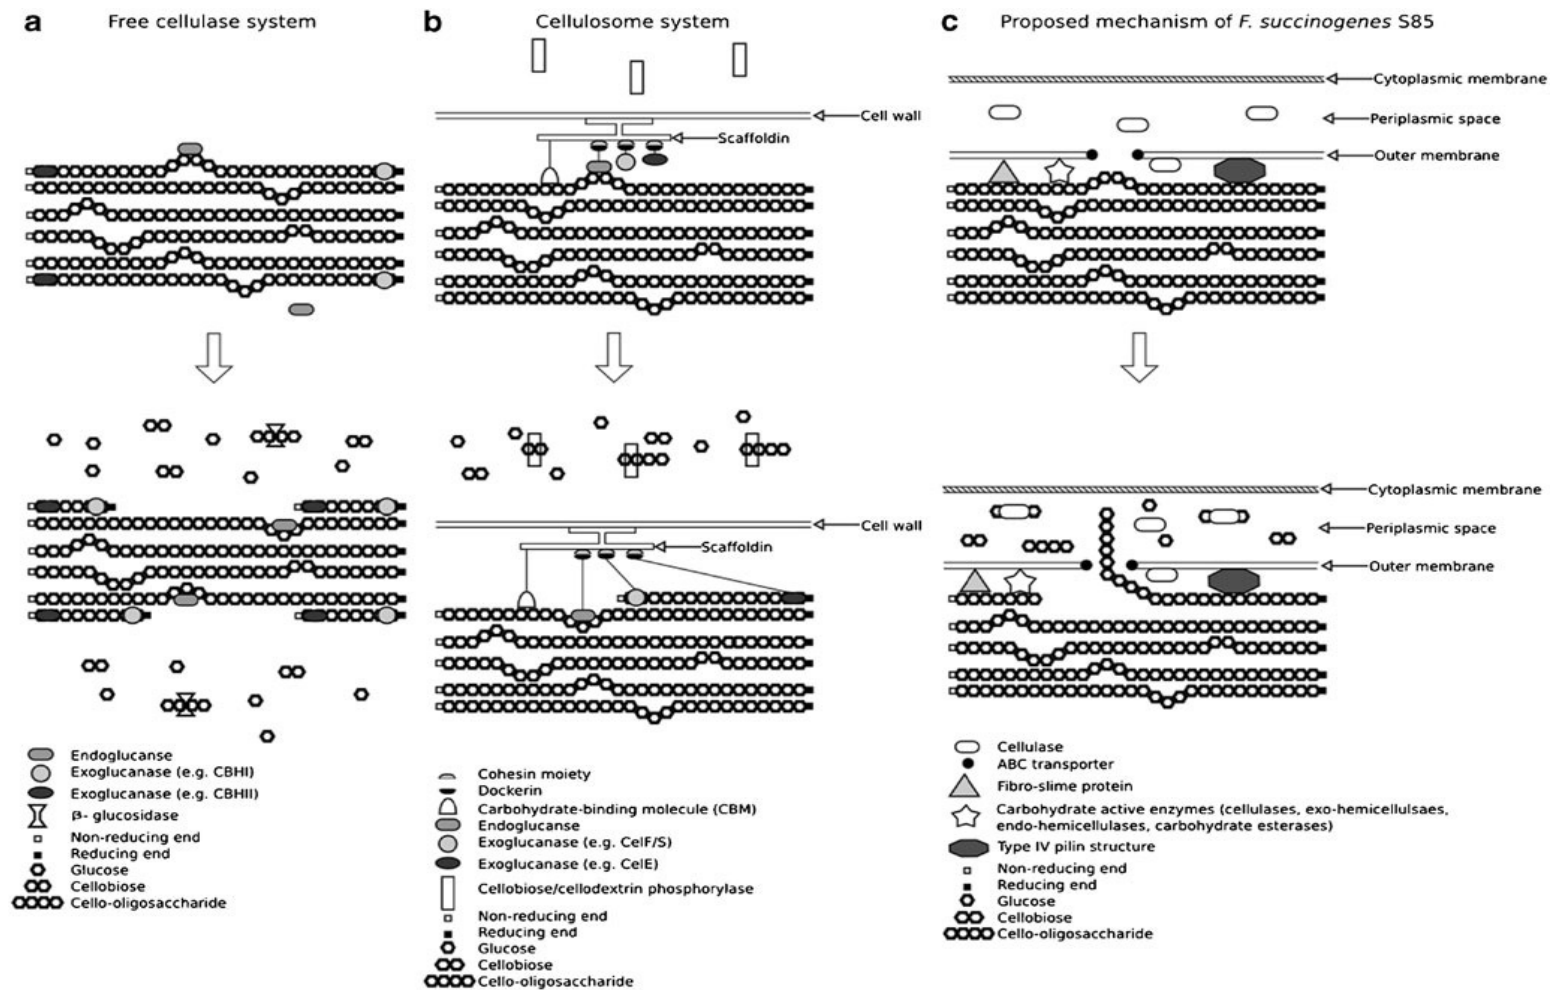 a Free cellulase system
b Cellulosome system
c Proposed mechanism of F. succinogenes S85
Cell wall
Scaffoldin
Cytoplasmic membrane
Periplasmic space
Outer membrane
Cell wall
Scaffoldin
Cytoplasmic membrane
Periplasmic space
Outer membrane
Endoglucanse
Exoglucanase (e.g. CBHI)
Exoglucanase (e.g. CBHII)
β- glucosidase
Non-reducing end
Reducing end
Glucose
Cellobiose
Cello-oligosaccharide
Cohesin moiety
Dockerin
Carbohydrate-binding molecule (CBM)
Endoglucanse
Exoglucanase (e.g. CelF/S)
Exoglucanase (e.g. CelE)
Cellobiose/cellodextrin phosphorylase
Non-reducing end
Reducing end
Glucose
Cellobiose
Cello-oligosaccharide
Cellulase
ABC transporter
Fibro-slime protein
Carbohydrate active enzymes (cellulases, exo-hemicellulsaes,
endo-hemicellulases, carbohydrate esterases)
Type IV pilin structure
Non-reducing end
Reducing end
Glucose
Cellobiose
Cello-oligosaccharide